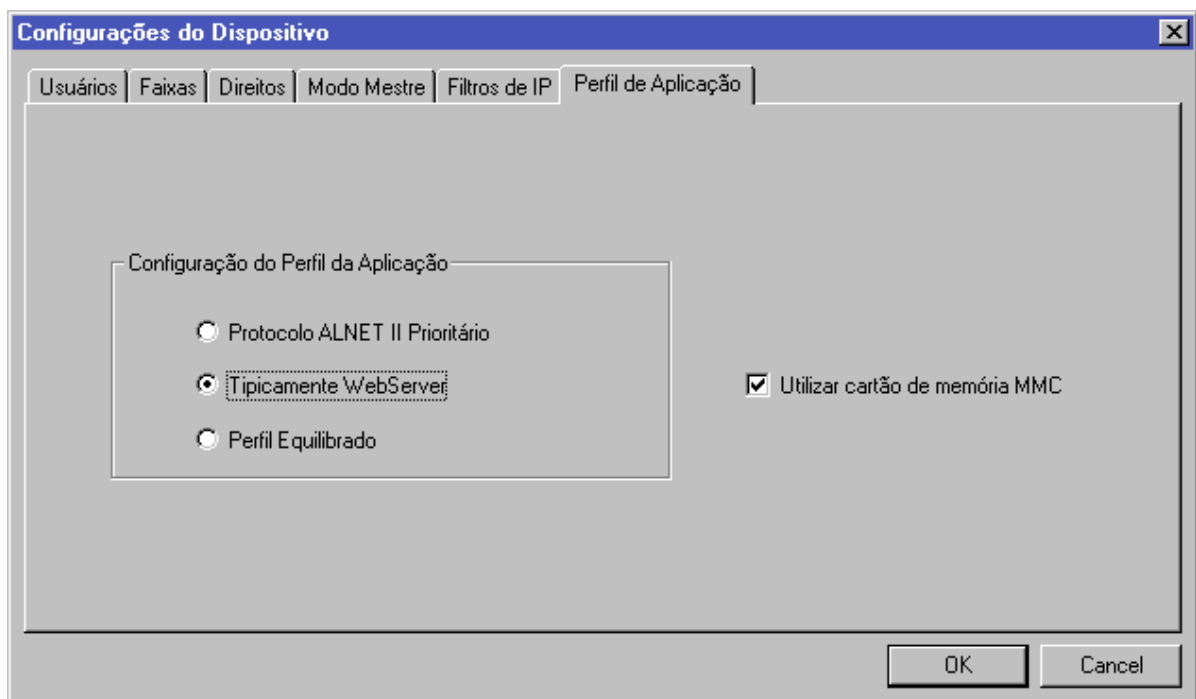 Configurações do Dispositivo
Usuários Faixas Direitos Modo Mestre Filtros de IP Perfil de Aplicação
Configuração do Perfil da Aplicação
Protocolo ALNET II Prioritário
Tipicamente WebServer
Utilizar cartão de memória MMC
Perfil Equilibrado
OK Cancel